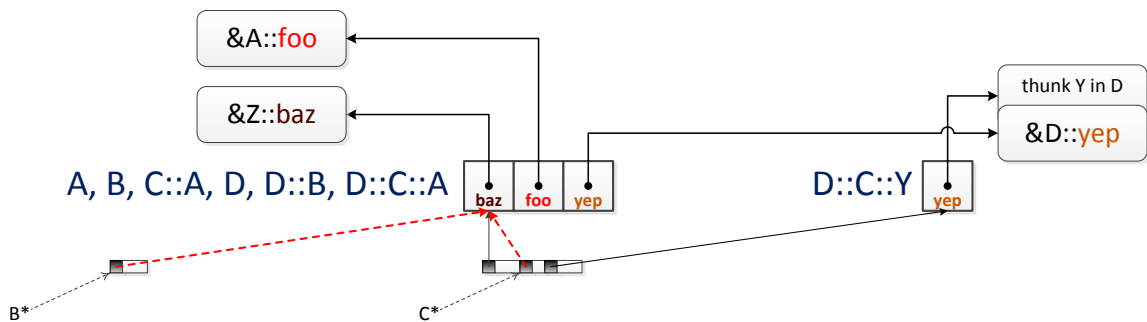 &A::foo
thunk Y in D
&Z::baz
&D::yep
A, B, C::A, D, D::B, D::C::A
baz foo yep
D::C::Y
yep
B*
C*